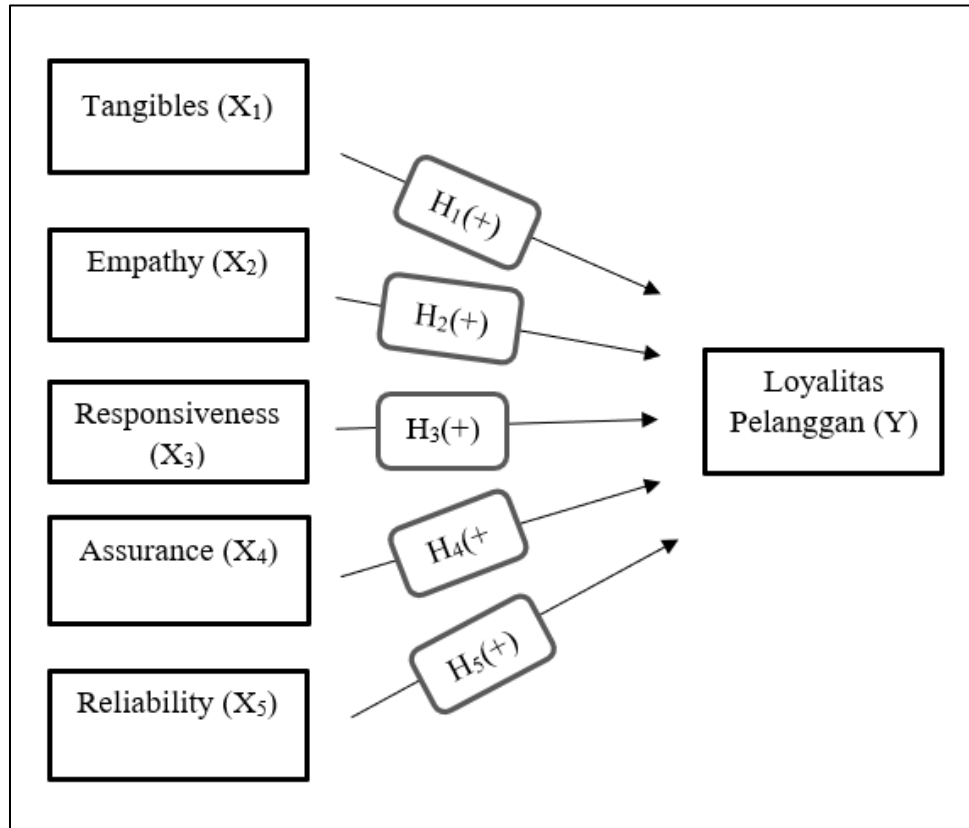 Tangibles (X₁)
H₁(+)
Empathy (X₂)
H₂(+)
Responsiveness
(X₃)
H₃(+)
Loyalitas
Pelanggan (Y)
Assurance (X₄)
H₄(+
Reliability (X₅)
H₅(+)